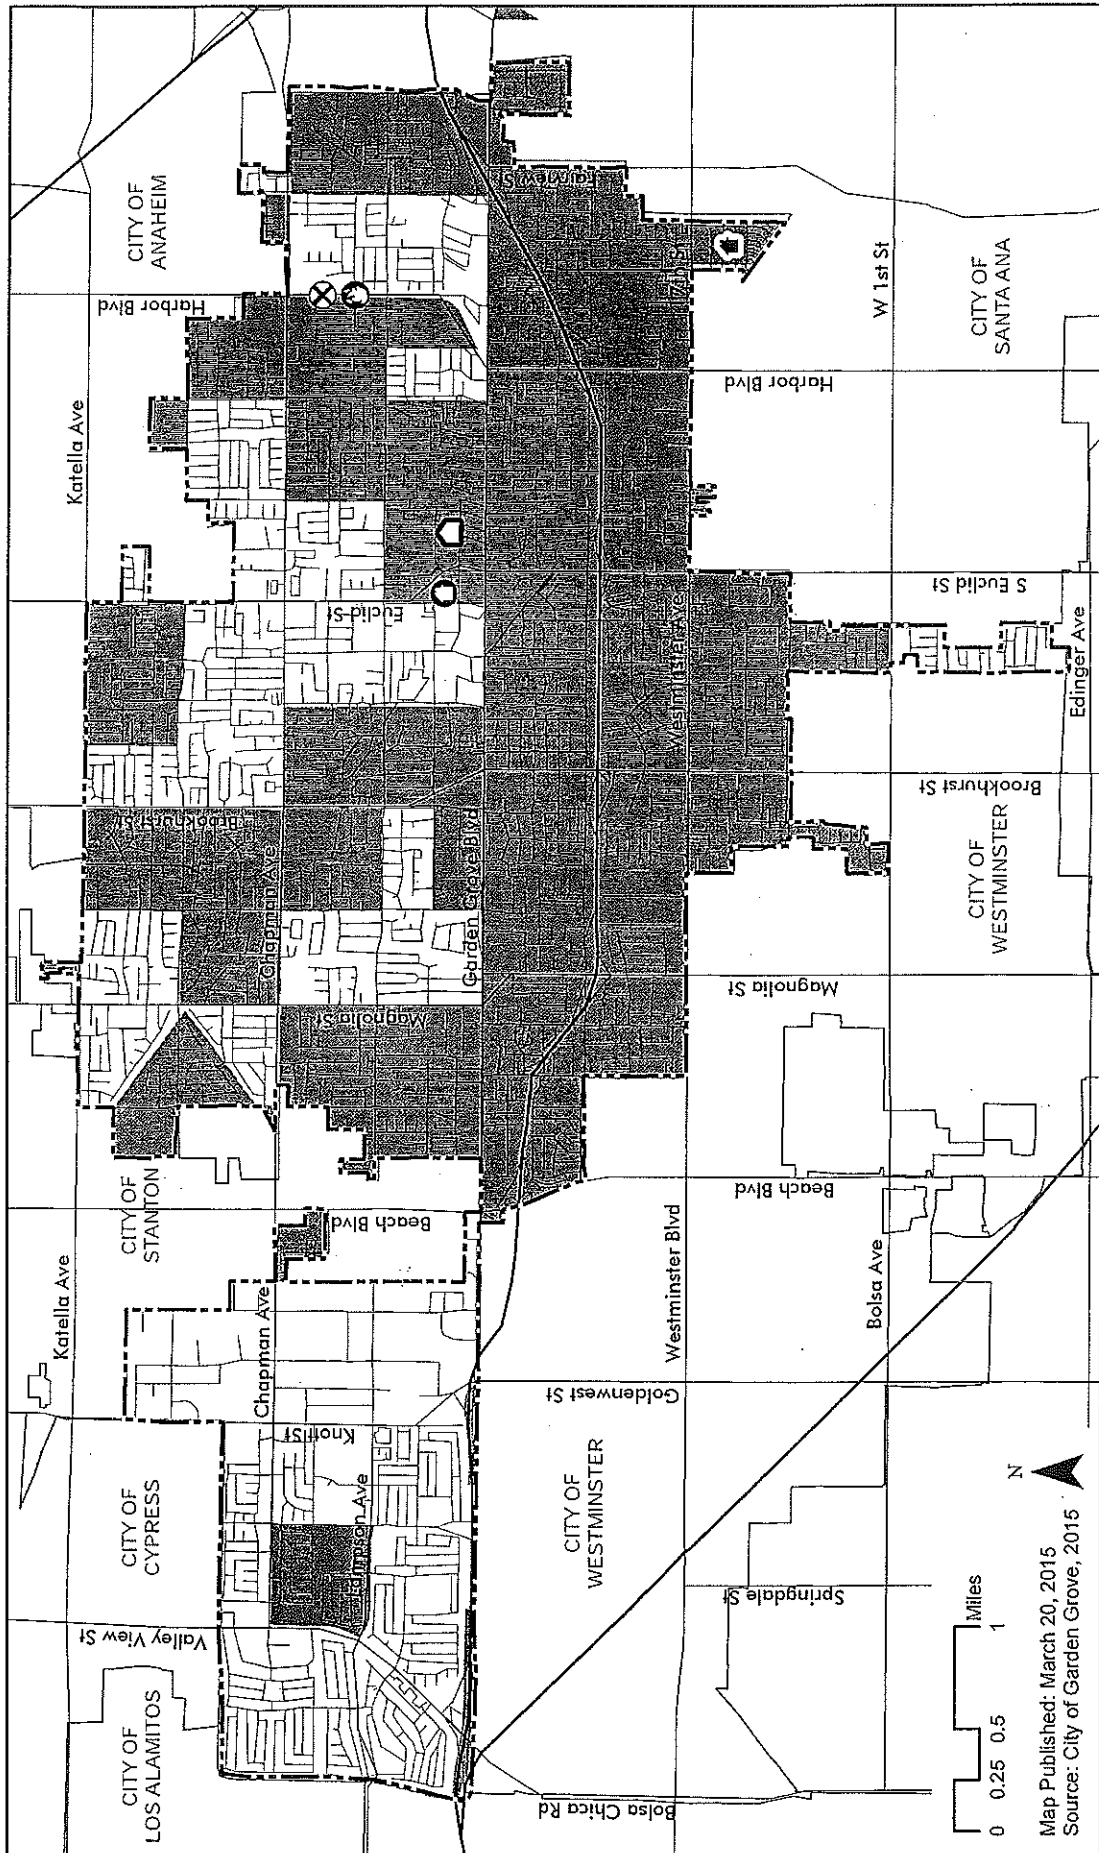 CITY OF
LOS ALAMITOS
CITY OF
CYPRESS
CITY OF
STANTON
CITY OF
ANAHEIM
Katella Ave
Katella Ave
Valley View St
Knott St
Chapman Ave
Lampson Ave
Beach Blvd
Magnolia St
Chapman Ave
Brookhurst St
Garden Grove Blvd
Euclid St
Harbor Blvd
Fairview St
Westminster Ave
17th St
CITY OF
WESTMINSTER
Westminster Blvd
Goldenwest St
Springdale St
Bolsa Chica Rd
Bolsa Ave
Beach Blvd
Magnolia St
CITY OF
WESTMINSTER
Brookhurst St
Edinger Ave
S Euclid St
Harbor Blvd
W 1st St
CITY OF
SANTA ANA
N
Miles
0 0.25 0.5 1
Map Published: March 20, 2015
Source: City of Garden Grove, 2015